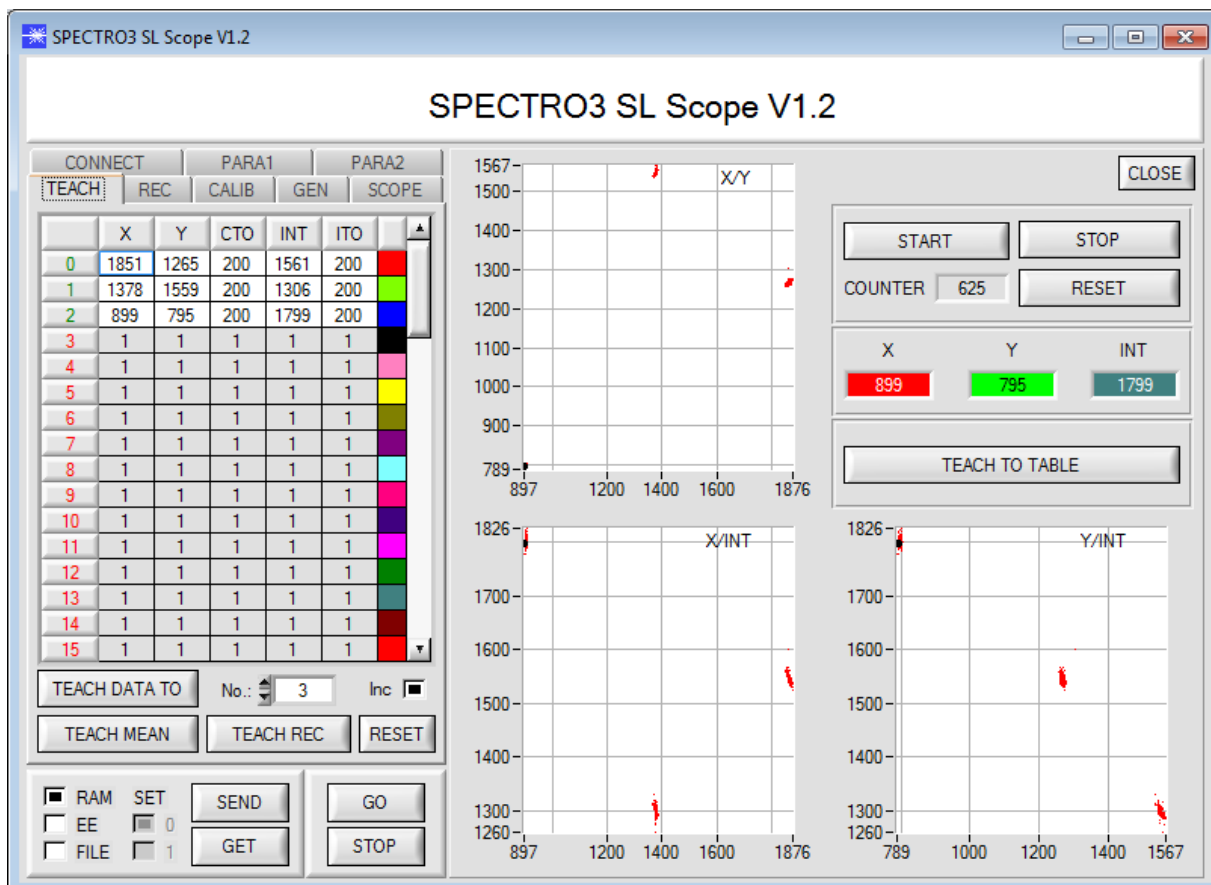 SPECTRO3 SL Scope V1.2
SPECTRO3 SL Scope V1.2
CONNECT PARA1 PARA2
TEACH REC CALIB GEN SCOPE
X Y CTO INT ITO
0 1851 1265 200 1561 200
1 1378 1559 200 1306 200
2 899 795 200 1799 200
3 1 1 1 1 1
4 1 1 1 1 1
5 1 1 1 1 1
6 1 1 1 1 1
7 1 1 1 1 1
8 1 1 1 1 1
9 1 1 1 1 1
10 1 1 1 1 1
11 1 1 1 1 1
12 1 1 1 1 1
13 1 1 1 1 1
14 1 1 1 1 1
15 1 1 1 1 1
TEACH DATA TO No.: 3 Inc
TEACH MEAN TEACH REC RESET
RAM SET SEND GO
EE 0
FILE 1 GET STOP
X/Y
1567
1500
1400
1300
1200
1100
1000
900
789
897 1200 1400 1600 1876
CLOSE
START STOP
COUNTER 625 RESET
X Y INT
899 795 1799
TEACH TO TABLE
X/INT
1826
1700
1600
1500
1400
1300
1260
897 1200 1400 1600 1876
Y/INT
1826
1700
1600
1500
1400
1300
1260
789 1000 1200 1400 1567